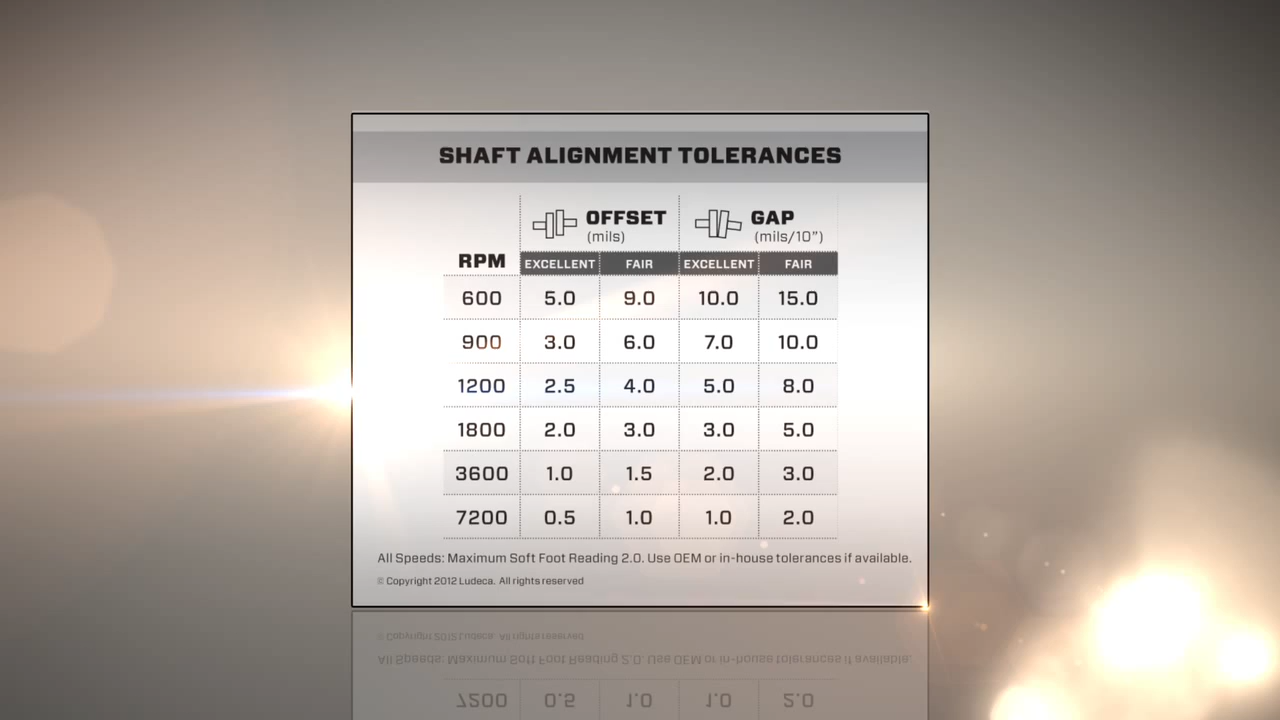 SHAFT ALIGNMENT TOLERANCES
OFFSET GAP
(mils) (mils/10”)
RPM EXCELLENT FAIR EXCELLENT FAIR
600 5.0 9.0 10.0 15.0
900 3.0 6.0 7.0 10.0
1200 2.5 4.0 5.0 8.0
1800 2.0 3.0 3.0 5.0
3600 1.0 1.5 2.0 3.0
7200 0.5 1.0 1.0 2.0
All Speeds: Maximum Soft Foot Reading 2.0. Use OEM or in-house tolerances if available.
© Copyright 2012 Ludeca. All rights reserved